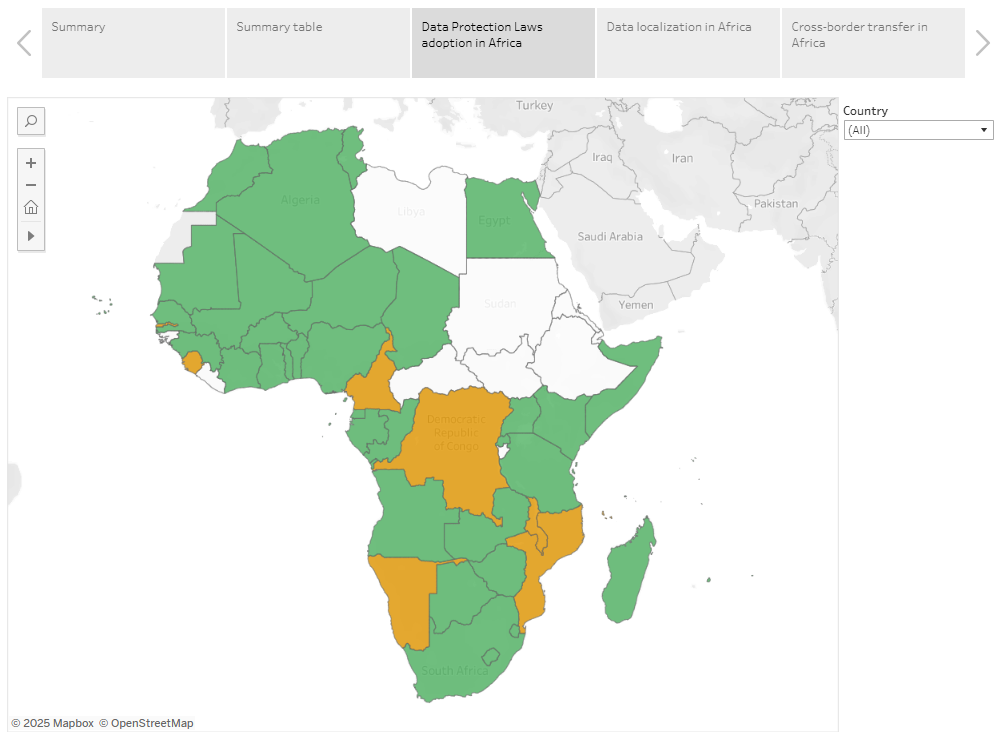 Summary
Summary table
Data Protection Laws
adoption in Africa
Data localization in Africa
Cross-border transfer in
Africa
Country
(All)
Turkey
Iraq
Iran
Pakistan
Algeria
Libya
Egypt
Saudi Arabia
Sudan
Yemen
Democratic
Republic
of Congo
South Africa
© 2025 Mapbox © OpenStreetMap